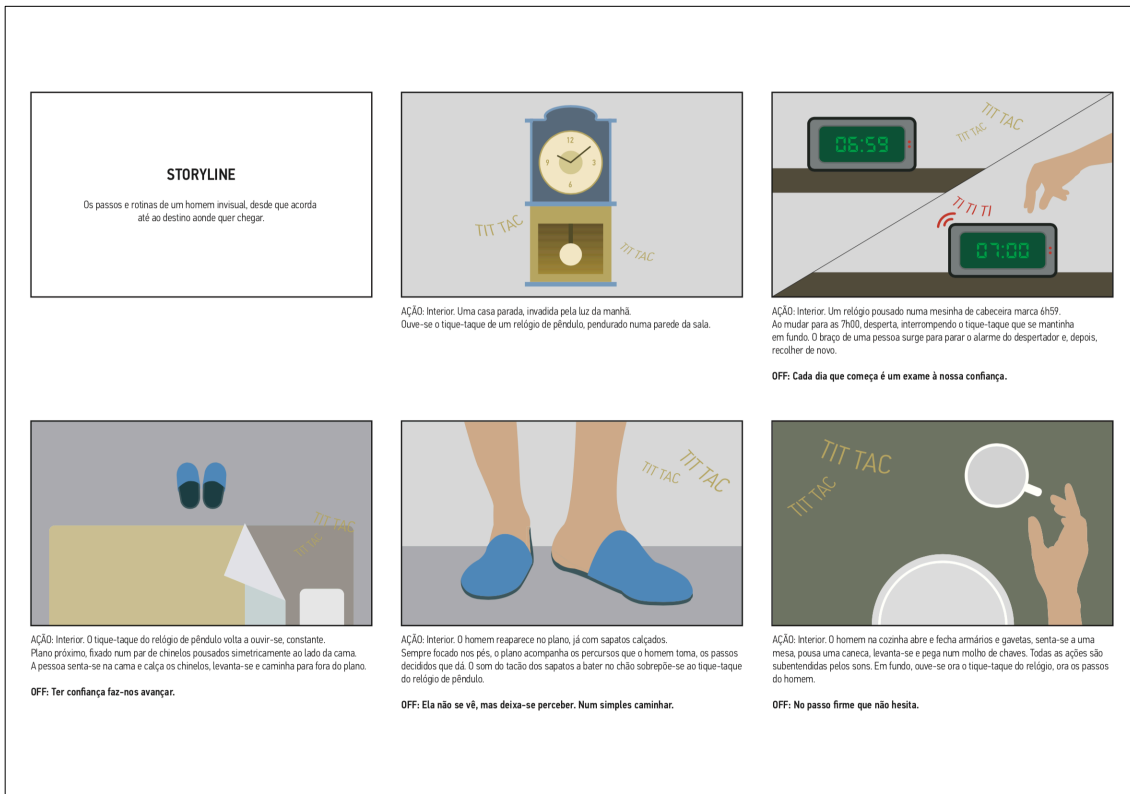 STORYLINE
Os passos e rotinas de um homem invisual, desde que acorda
até ao destino aonde quer chegar.
12
9
3
6
TIT TAC
TIT TAC
AÇÃO: Interior. Uma casa parada, invadida pela luz da manhã.
Ouve-se o tique-taque de um relógio de pêndulo, pendurado numa parede da sala.
06:59
TIT TAC
TIT TAC
TI TI TI
07:00
AÇÃO: Interior. Um relógio pousado numa mesinha de cabeceira marca 6h59.
Ao mudar para as 7h00, desperta, interrompendo o tique-taque que se mantinha
em fundo. O braço de uma pessoa surge para parar o alarme do despertador e, depois,
recolher de novo.
OFF: Cada dia que começa é um exame à nossa confiança.
TIT TAC
TIT TAC
AÇÃO: Interior. O tique-taque do relógio de pêndulo volta a ouvir-se, constante.
Plano próximo, fixado num par de chinelos pousados simetricamente ao lado da cama.
A pessoa senta-se na cama e calça os chinelos, levanta-se e caminha para fora do plano.
OFF: Ter confiança faz-nos avançar.
TIT TAC
TIT TAC
AÇÃO: Interior. O homem reaparece no plano, já com sapatos calçados.
Sempre focado nos pés, o plano acompanha os percursos que o homem toma, os passos
decididos que dá. O som do tacão dos sapatos a bater no chão sobrepõe-se ao tique-taque
do relógio de pêndulo.
OFF: Ela não se vê, mas deixa-se perceber. Num simples caminhar.
TIT TAC
TIT TAC
AÇÃO: Interior. O homem na cozinha abre e fecha armários e gavetas, senta-se a uma
mesa, pousa uma caneca, levanta-se e pega num molho de chaves. Todas as ações são
subentendidas pelos sons. Em fundo, ouve-se ora o tique-taque do relógio, ora os passos
do homem.
OFF: No passo firme que não hesita.